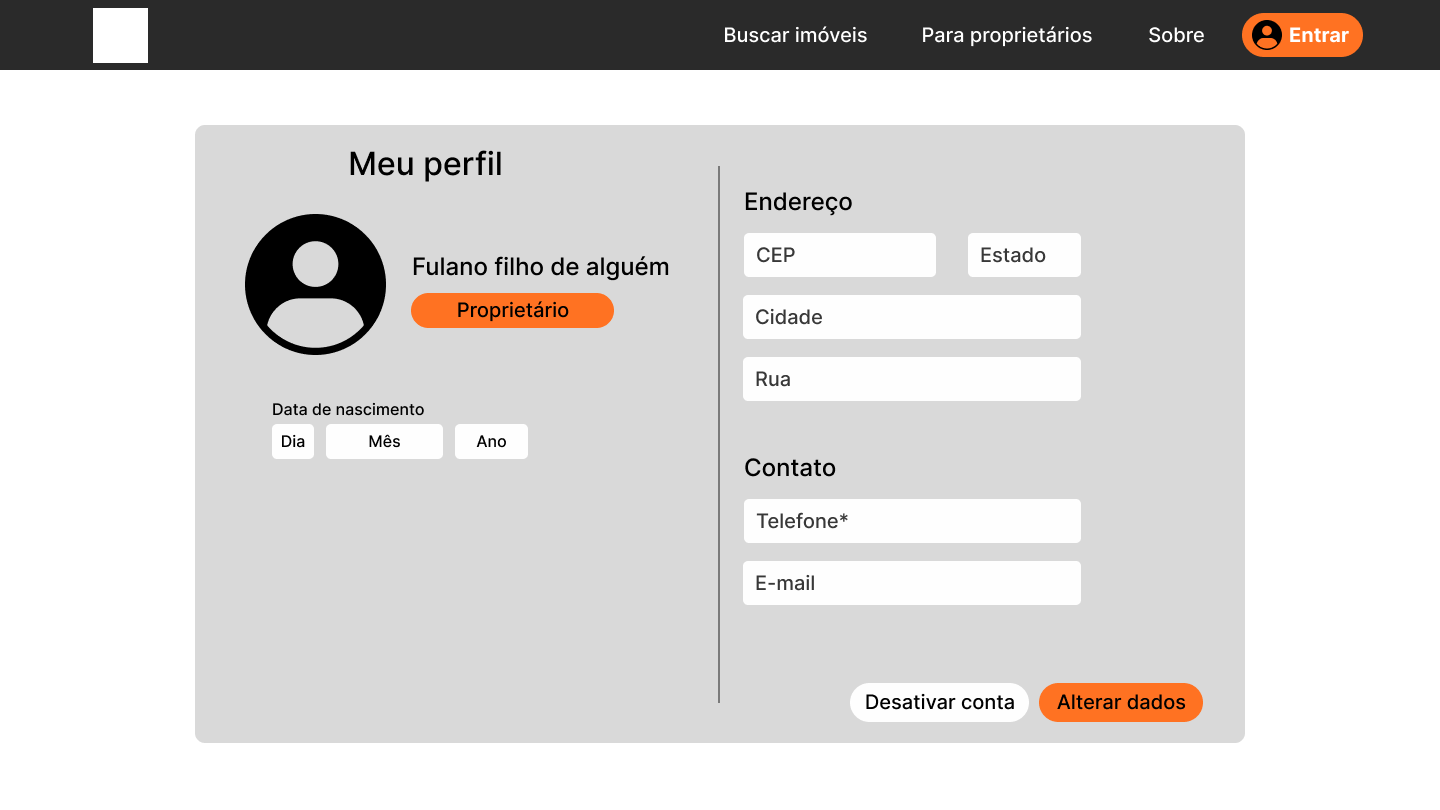 Buscar imóveis
Para proprietários
Sobre
Entrar
Meu perfil
Fulano filho de alguém
Proprietário
Data de nascimento
Dia
Mês
Ano
Endereço
CEP
Estado
Cidade
Rua
Contato
Telefone*
E-mail
Desativar conta
Alterar dados